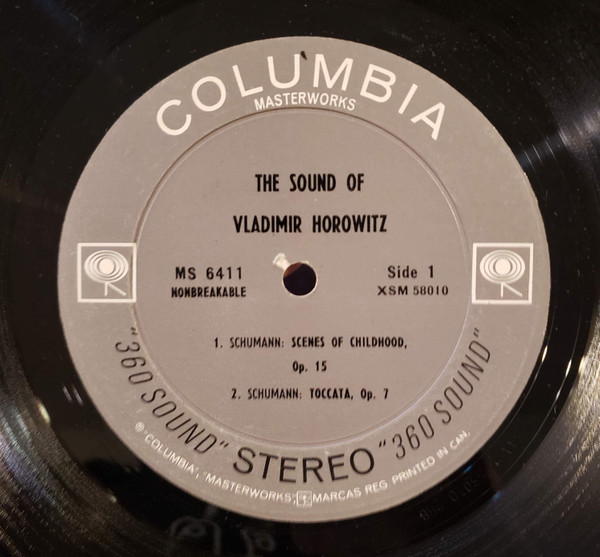 COLUMBIA
MASTERWORKS
THE SOUND OF
VLADIMIR HOROWITZ
MS 6411
NONBREAKABLE
Side 1
XSM 58010
1. SCHUMANN: SCENES OF CHILDHOOD,
Op. 15
2. SCHUMANN: TOCCATA, Op. 7
"360 SOUND" STEREO "360 SOUND"
® "COLUMBIA", "MASTERWORKS", MARCAS REG. PRINTED IN CAN.